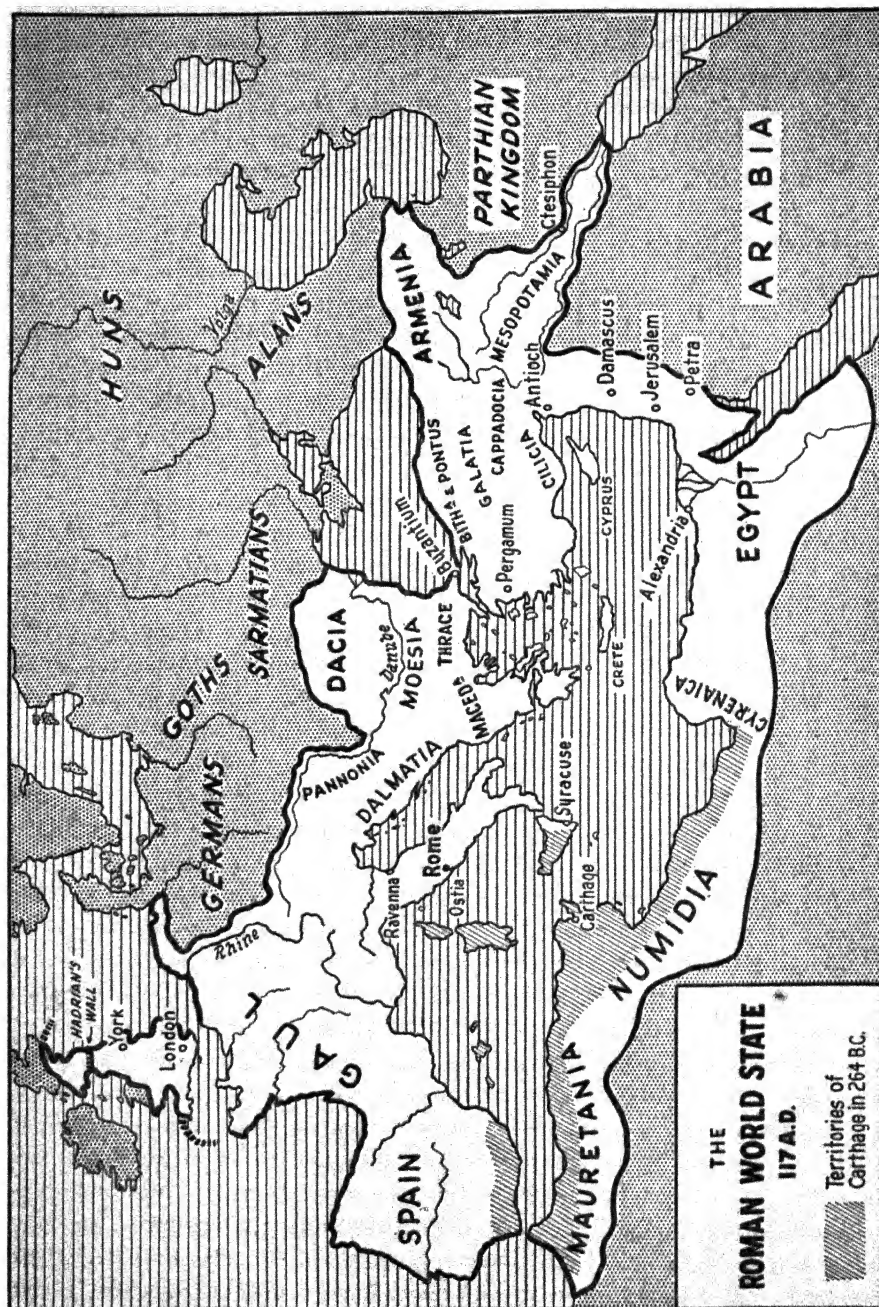 HUNS
Volga
ALANS
GOTHS
SARMATIANS
GERMANS
HADRIAN'S
WALL
York
London
Rhine
GAUL
SPAIN
PANNONIA
DACIA
Danube
MOESIA
DALMATIA
THRACE
MACEDᴬ
Byzantium
BITHᴬ & PONTUS
GALATIA
CAPPADOCIA
CILICIA
Pergamum
ARMENIA
PARTHIAN
KINGDOM
Ctesiphon
MESOPOTAMIA
Antioch
Damascus
Jerusalem
Petra
ARABIA
CYPRUS
CRETE
Alexandria
EGYPT
CYRENAICA
Ravenna
Rome
Ostia
Syracuse
Carthage
NUMIDIA
MAURETANIA
THE
ROMAN WORLD STATE
117 A.D.
Territories of
Carthage in 264 B.C.